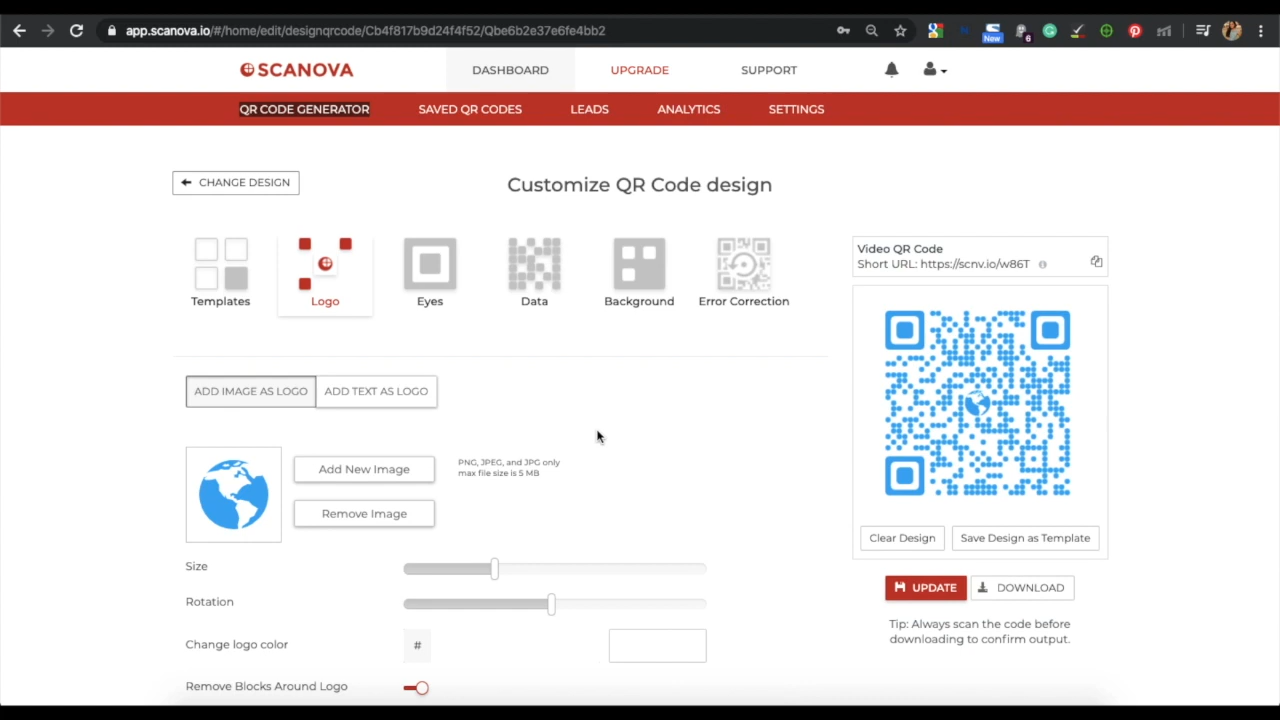 app.scanova.io/#/home/edit/designqrcode/Cb4f817b9d24f4f52/Qbe6b2e37e6fe4bb2
New
6
SCANOVA
DASHBOARD
UPGRADE
SUPPORT
QR CODE GENERATOR
SAVED QR CODES
LEADS
ANALYTICS
SETTINGS
CHANGE DESIGN
Customize QR Code design
Templates
Logo
Eyes
Data
Background
Error Correction
Video QR Code
Short URL: https://scnv.io/w86T
ADD IMAGE AS LOGO
ADD TEXT AS LOGO
Add New Image
PNG, JPEG, and JPG only
max file size is 5 MB
Remove Image
Size
Rotation
Change logo color
#
Remove Blocks Around Logo
Clear Design
Save Design as Template
UPDATE
DOWNLOAD
Tip: Always scan the code before
downloading to confirm output.